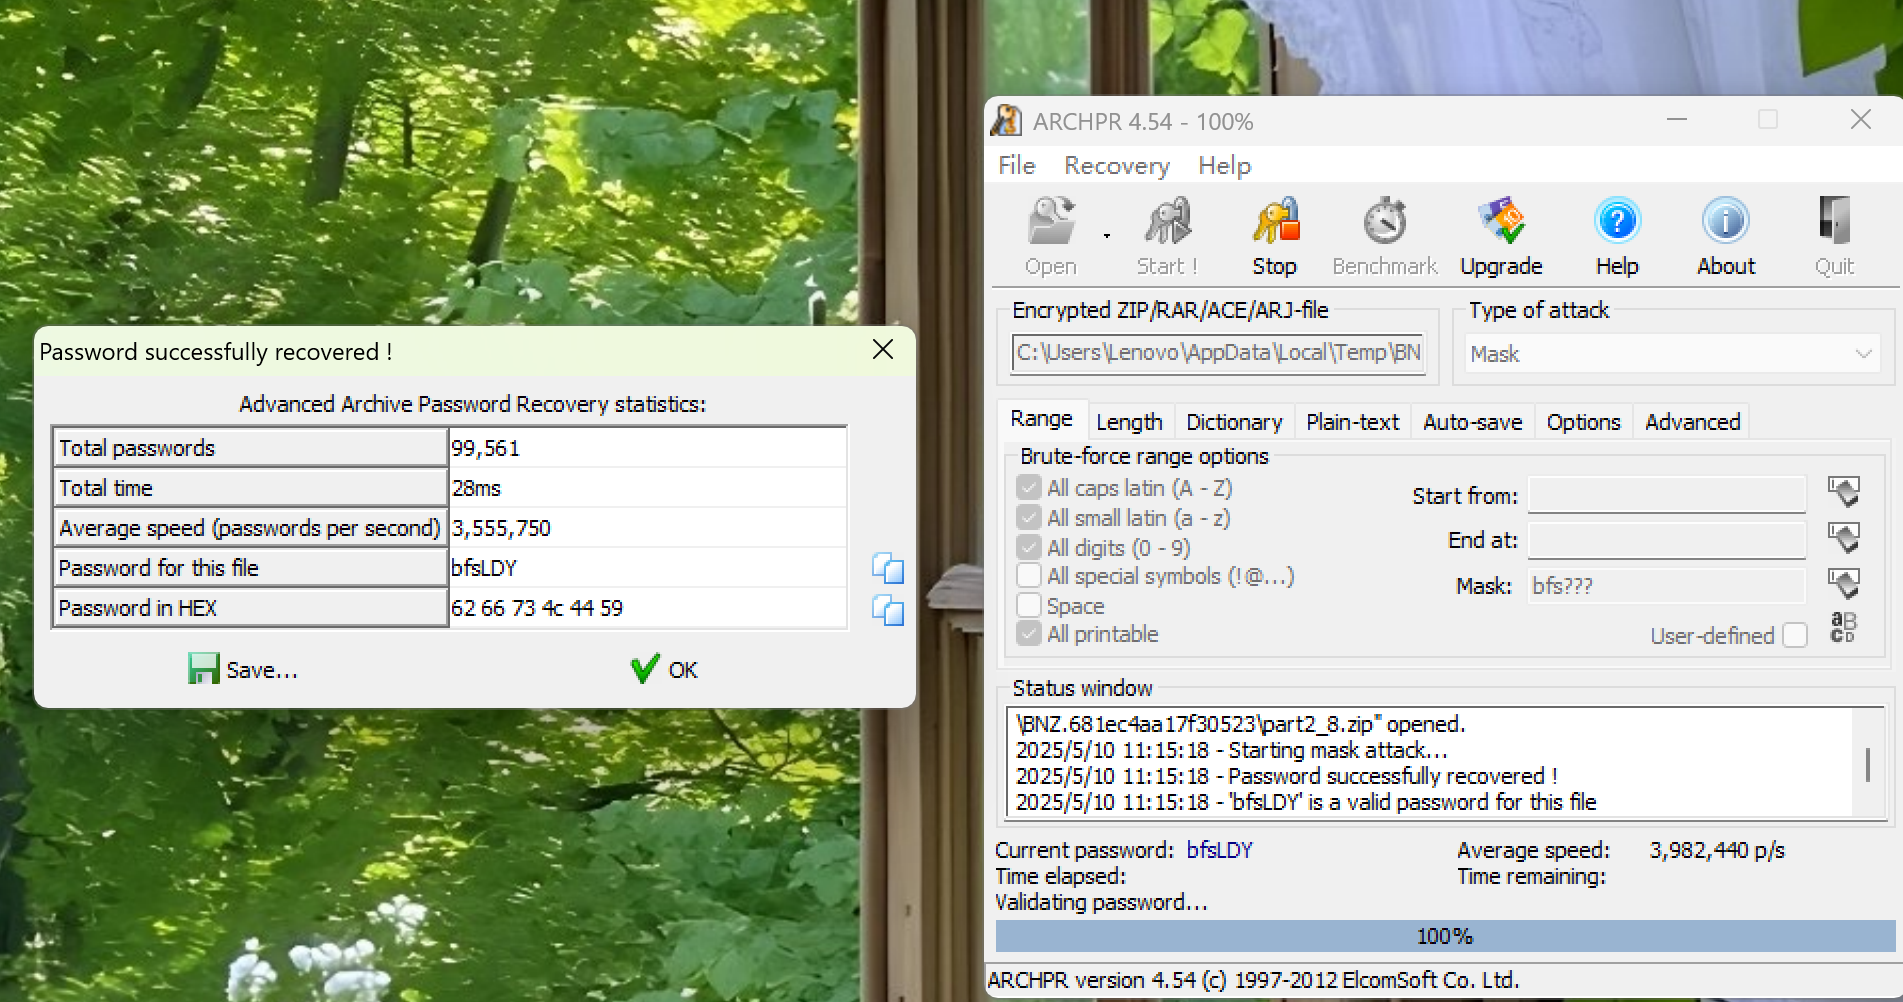 Password successfully recovered !
Advanced Archive Password Recovery statistics:
Total passwords 99,561
Total time 28ms
Average speed (passwords per second) 3,555,750
Password for this file bfsLDY
Password in HEX 62 66 73 4c 44 59
Save...
OK
ARCHPR 4.54 - 100%
File Recovery Help
Open Start ! Stop Benchmark Upgrade Help About Quit
Encrypted ZIP/RAR/ACE/ARJ-file
C:\Users\Lenovo\AppData\Local\Temp\BN
Type of attack
Mask
Range Length Dictionary Plain-text Auto-save Options Advanced
Brute-force range options
All caps latin (A - Z)
All small latin (a - z)
All digits (0 - 9)
All special symbols (!@...)
Space
All printable
Start from:
End at:
Mask: bfs???
User-defined
Status window
\BNZ.681ec4aa17f30523\part2_8.zip" opened.
2025/5/10 11:15:18 - Starting mask attack...
2025/5/10 11:15:18 - Password successfully recovered !
2025/5/10 11:15:18 - 'bfsLDY' is a valid password for this file
Current password: bfsLDY Average speed: 3,982,440 p/s
Time elapsed: Time remaining:
Validating password...
100%
ARCHPR version 4.54 (c) 1997-2012 ElcomSoft Co. Ltd.